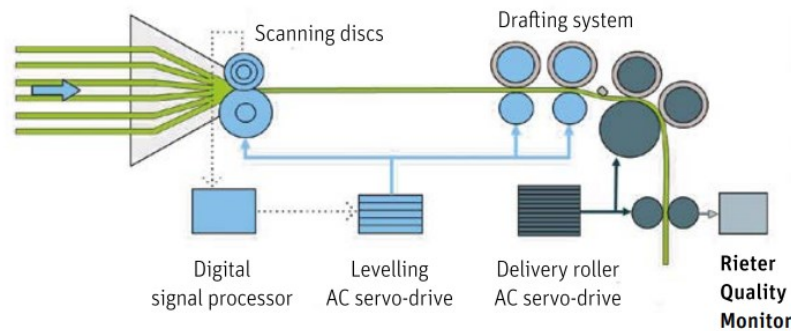 Scanning discs
Drafting system
Digital
signal processor
Levelling
AC servo-drive
Delivery roller
AC servo-drive
Rieter
Quality
Monitor